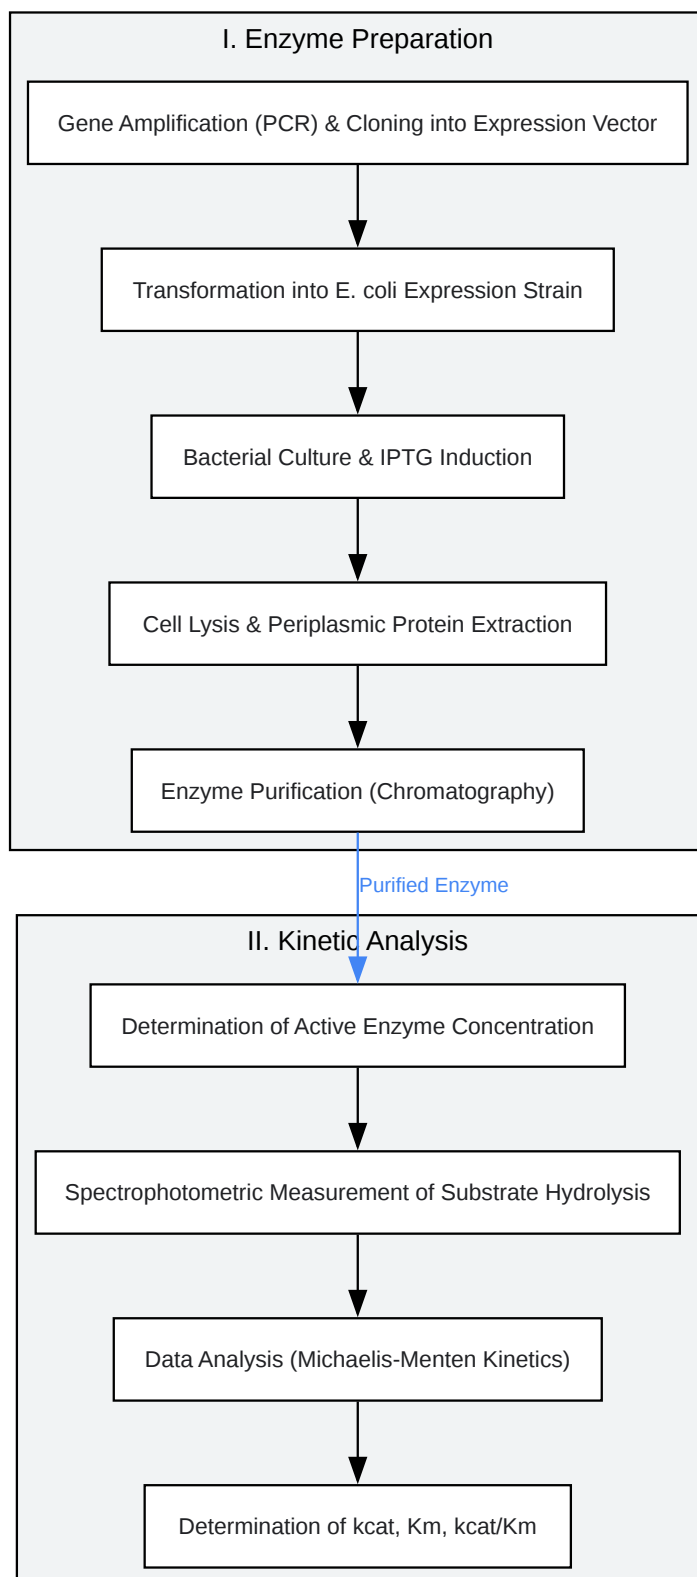 I. Enzyme Preparation
Gene Amplification (PCR) & Cloning into Expression Vector
Transformation into E. coli Expression Strain
Bacterial Culture & IPTG Induction
Cell Lysis & Periplasmic Protein Extraction
Enzyme Purification (Chromatography)
Purified Enzyme
II. Kinetic Analysis
Determination of Active Enzyme Concentration
Spectrophotometric Measurement of Substrate Hydrolysis
Data Analysis (Michaelis-Menten Kinetics)
Determination of kcat, Km, kcat/Km